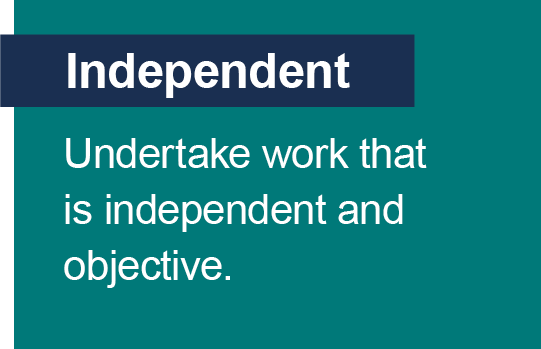 Independent
Undertake work that
is independent and
objective.